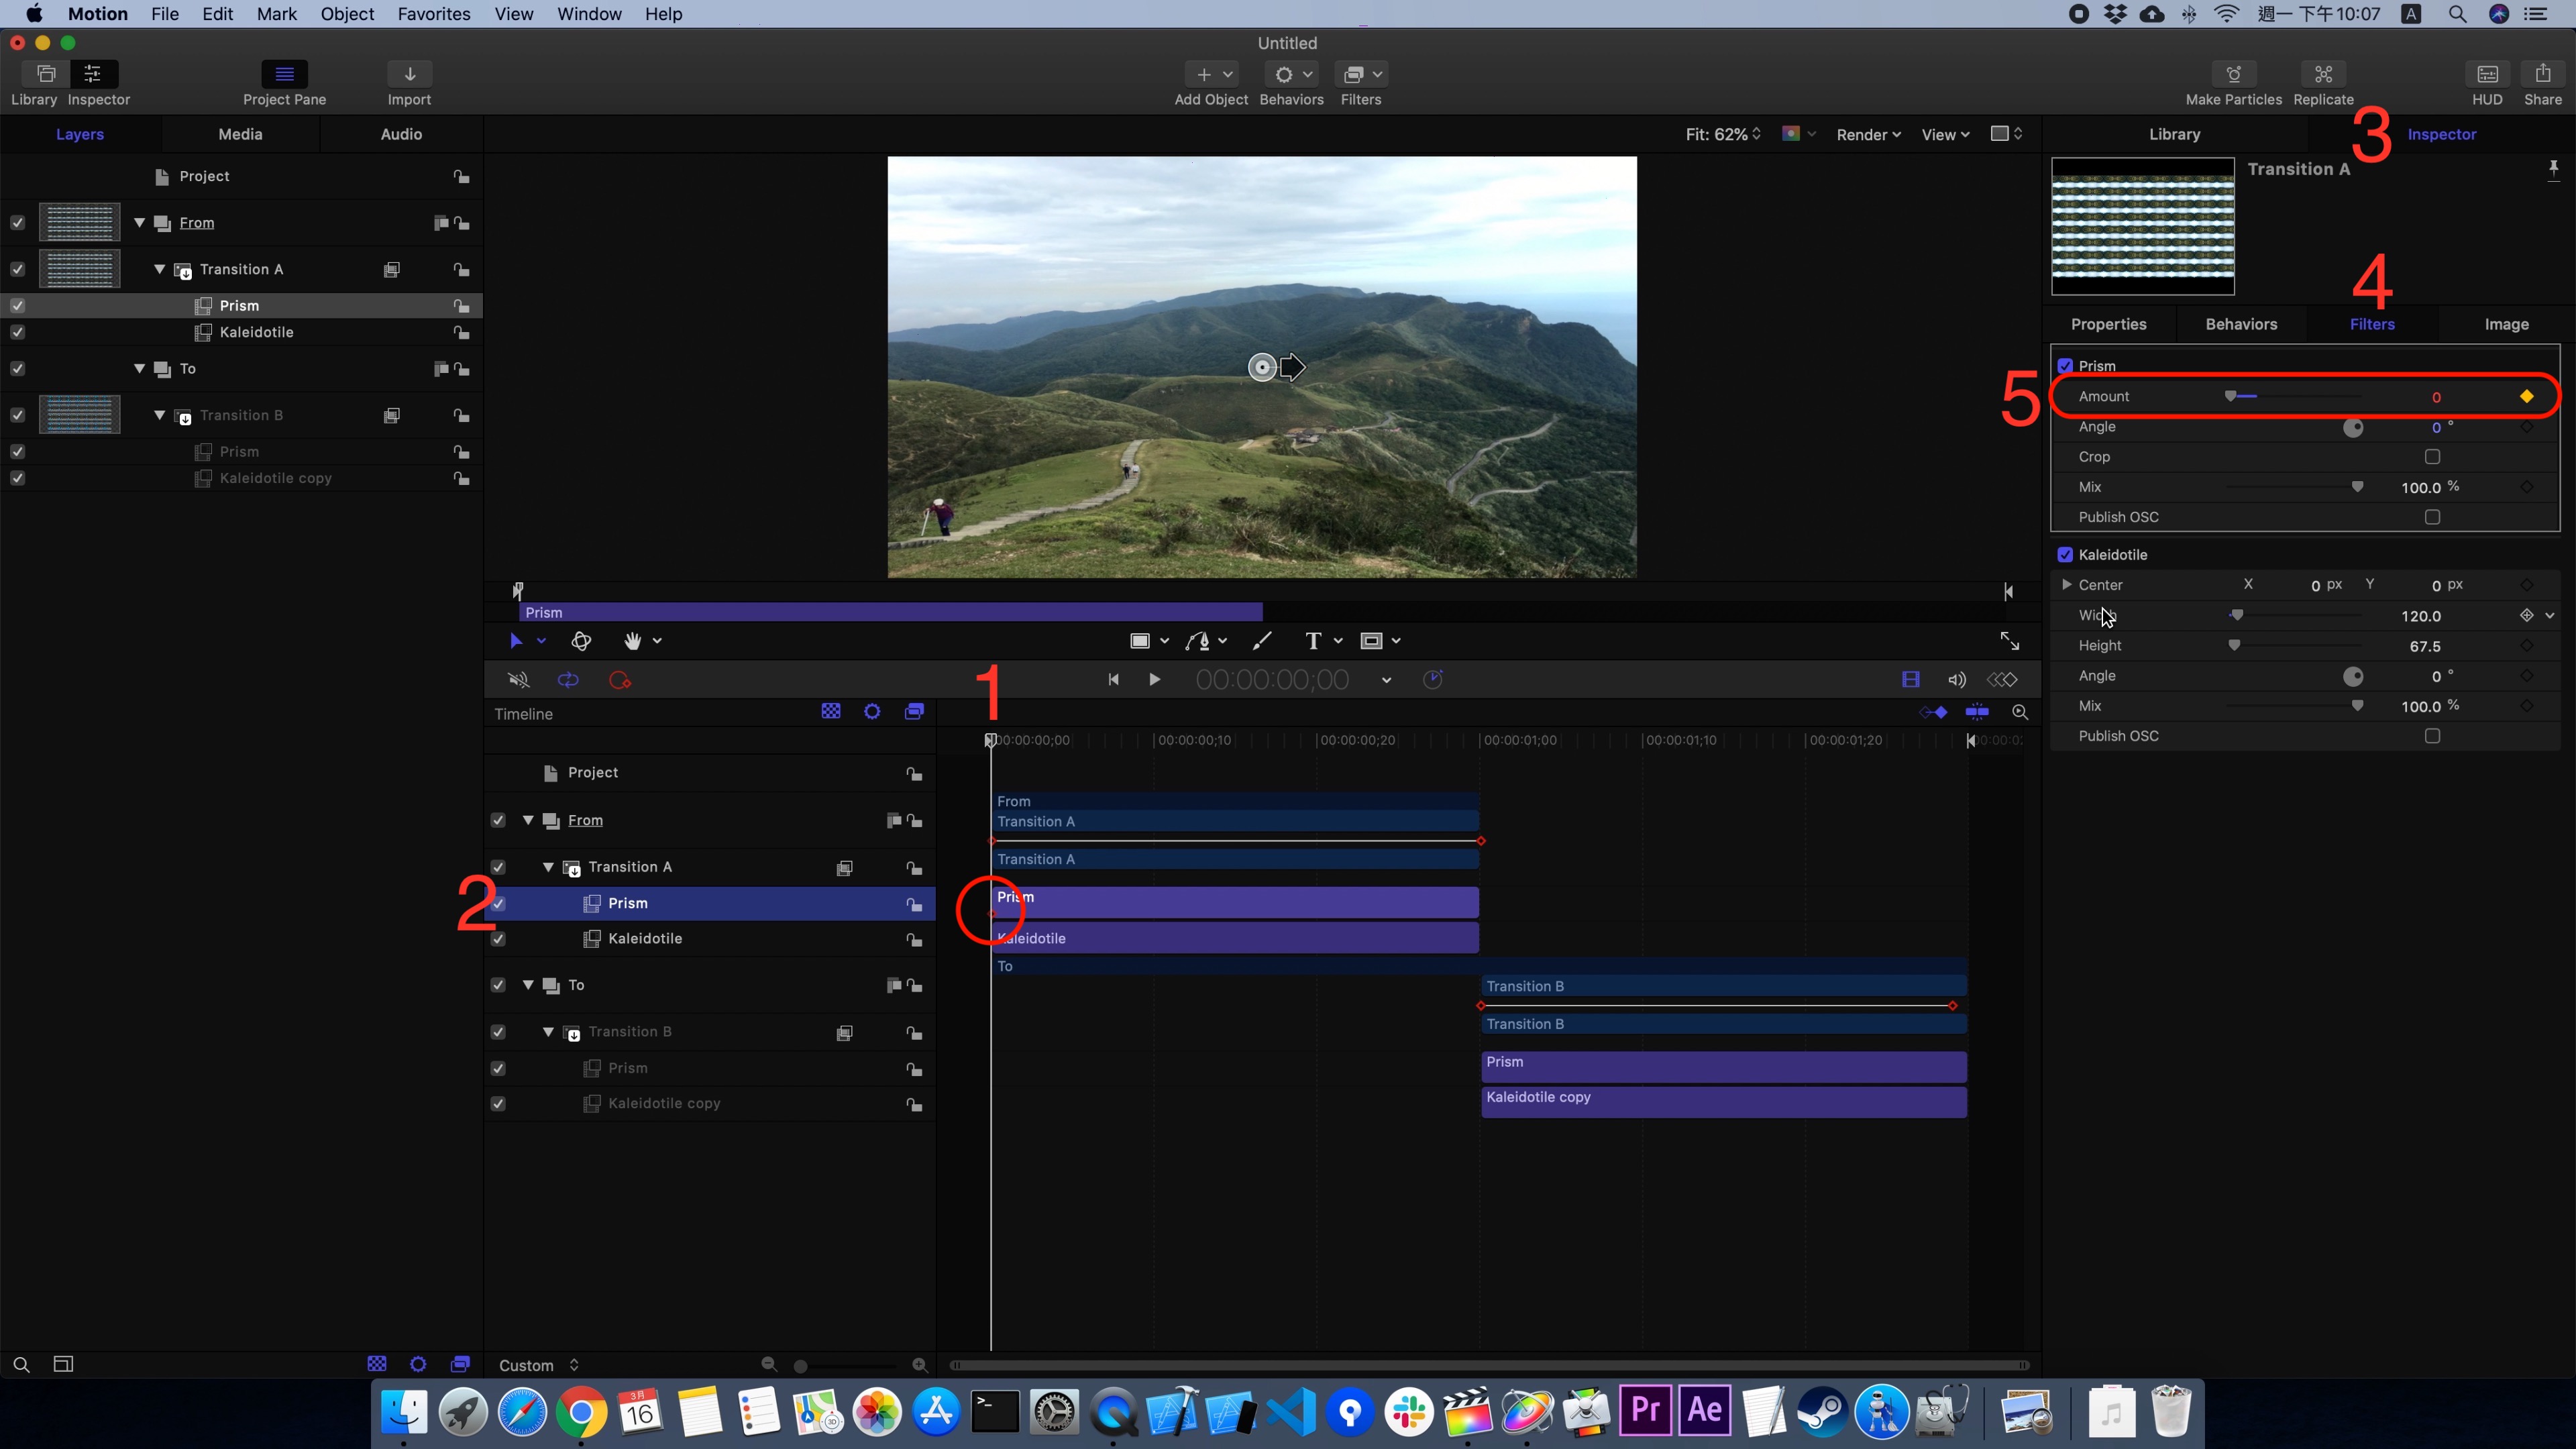 Motion File Edit Mark Object Favorites View Window Help
週一 下午10:07 A
Untitled
Library Inspector Project Pane Import Add Object Behaviors Filters Make Particles Replicate HUD Share
Layers Media Audio
Fit: 62% Render View
Library 3 Inspector
Project
From
Transition A
Prism
Kaleidotile
To
Transition B
Prism
Kaleidotile copy
Transition A
4
Properties Behaviors Filters Image
Prism
5 Amount 0
Angle 0 °
Crop
Mix 100.0 %
Publish OSC
Kaleidotile
Center X 0 px Y 0 px
Width 120.0
Height 67.5
Angle 0 °
Mix 100.0 %
Publish OSC
Prism
T
00:00:00;00
1
Timeline
00:00:00;00 00:00:00;10 00:00:00;20 00:00:01;00 00:00:01;10 00:00:01;20
Project
From
Transition A
2 Prism
Kaleidotile
To
Transition B
Prism
Kaleidotile copy
From
Transition A
Transition A
Prism
Kaleidotile
To
Transition B
Transition B
Prism
Kaleidotile copy
Custom
3月
16
3D
>_
Pr
Ae